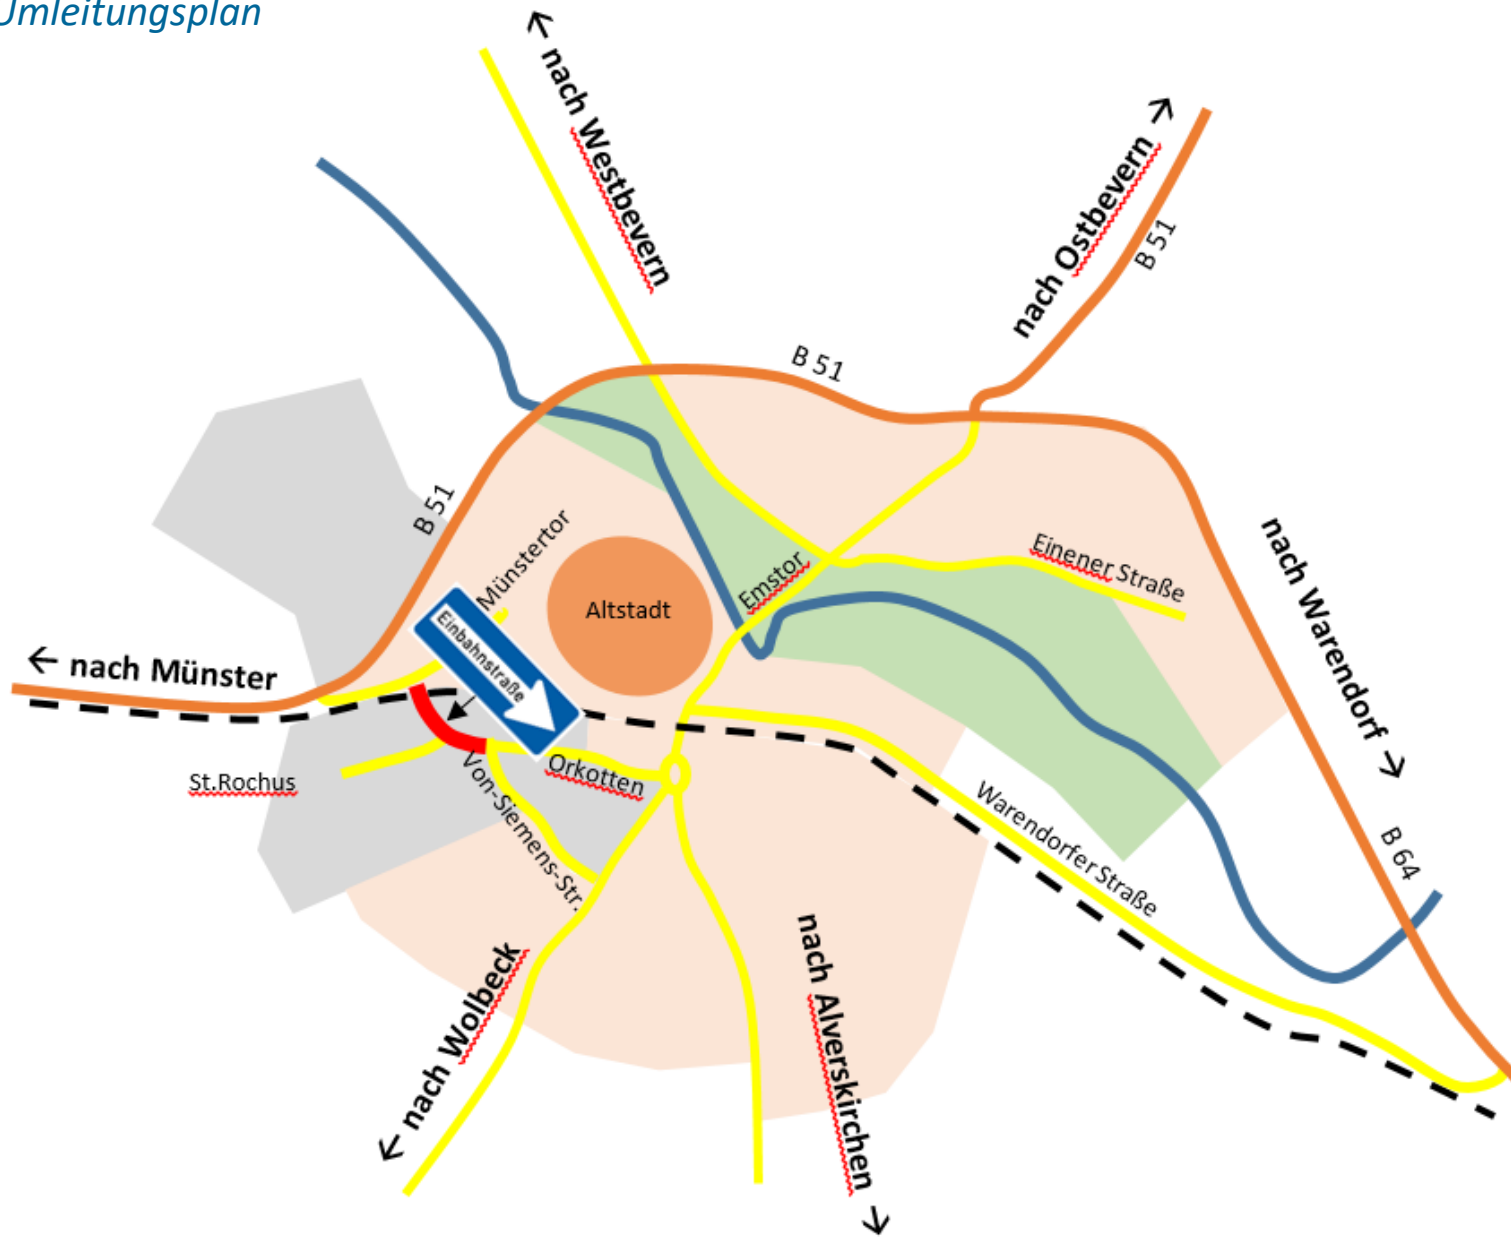 Umleitungsplan
← nach Westbevern
nach Ostbevern →
B 51
B 51
B 51
Münstertor
Einbahnstraße
Altstadt
Emstor
Einener Straße
nach Warendorf →
← nach Münster
St.Rochus
Orkotten
Von-Siemens-Str.
Warendorfer Straße
B 64
← nach Wolbeck
nach Alverskirchen →